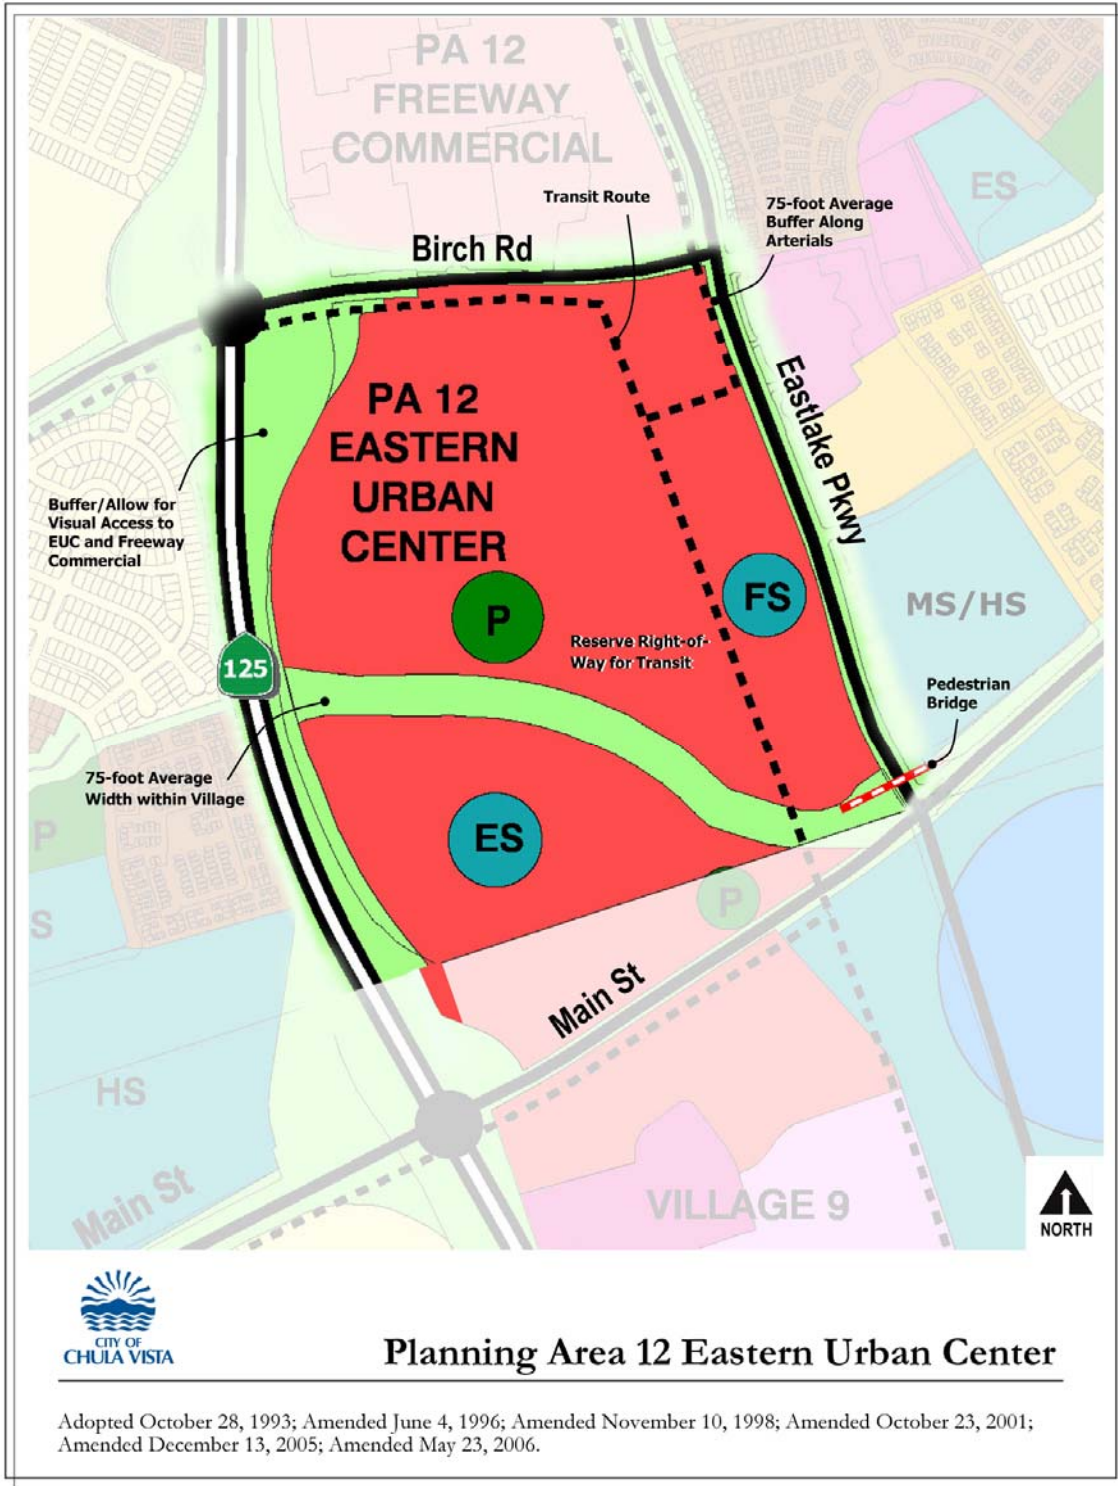 PA 12
FREEWAY
COMMERCIAL
ES
Transit Route
75-foot Average
Buffer Along
Arterials
Birch Rd
PA 12
EASTERN
URBAN
CENTER
Eastlake Pkwy
Buffer/Allow for
Visual Access to
EUC and Freeway
Commercial
P
FS
MS/HS
Reserve Right-of-
Way for Transit
125
Pedestrian
Bridge
75-foot Average
Width within Village
P
ES
P
S
Main St
HS
Main St
VILLAGE 9
NORTH
CITY OF
CHULA VISTA
Planning Area 12 Eastern Urban Center
Adopted October 28, 1993; Amended June 4, 1996; Amended November 10, 1998; Amended October 23, 2001;
Amended December 13, 2005; Amended May 23, 2006.